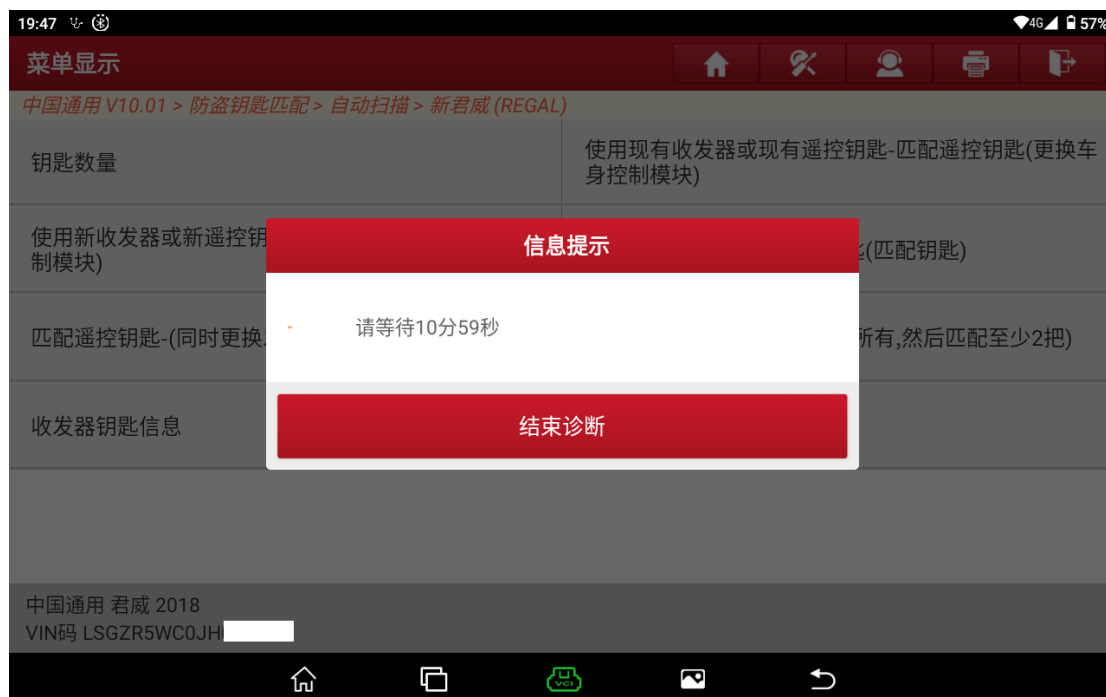 19:47
4G 57%
菜单显示
中国通用 V10.01 > 防盗钥匙匹配 > 自动扫描 > 新君威 (REGAL)
钥匙数量
使用现有收发器或现有遥控钥匙-匹配遥控钥匙(更换车
身控制模块)
使用新收发器或新遥控钥
制模块)
(匹配钥匙)
信息提示
请等待10分59秒
匹配遥控钥匙-(同时更换
所有,然后匹配至少2把)
收发器钥匙信息
结束诊断
中国通用 君威 2018
VIN码 LSGZR5WC0JH
VCI